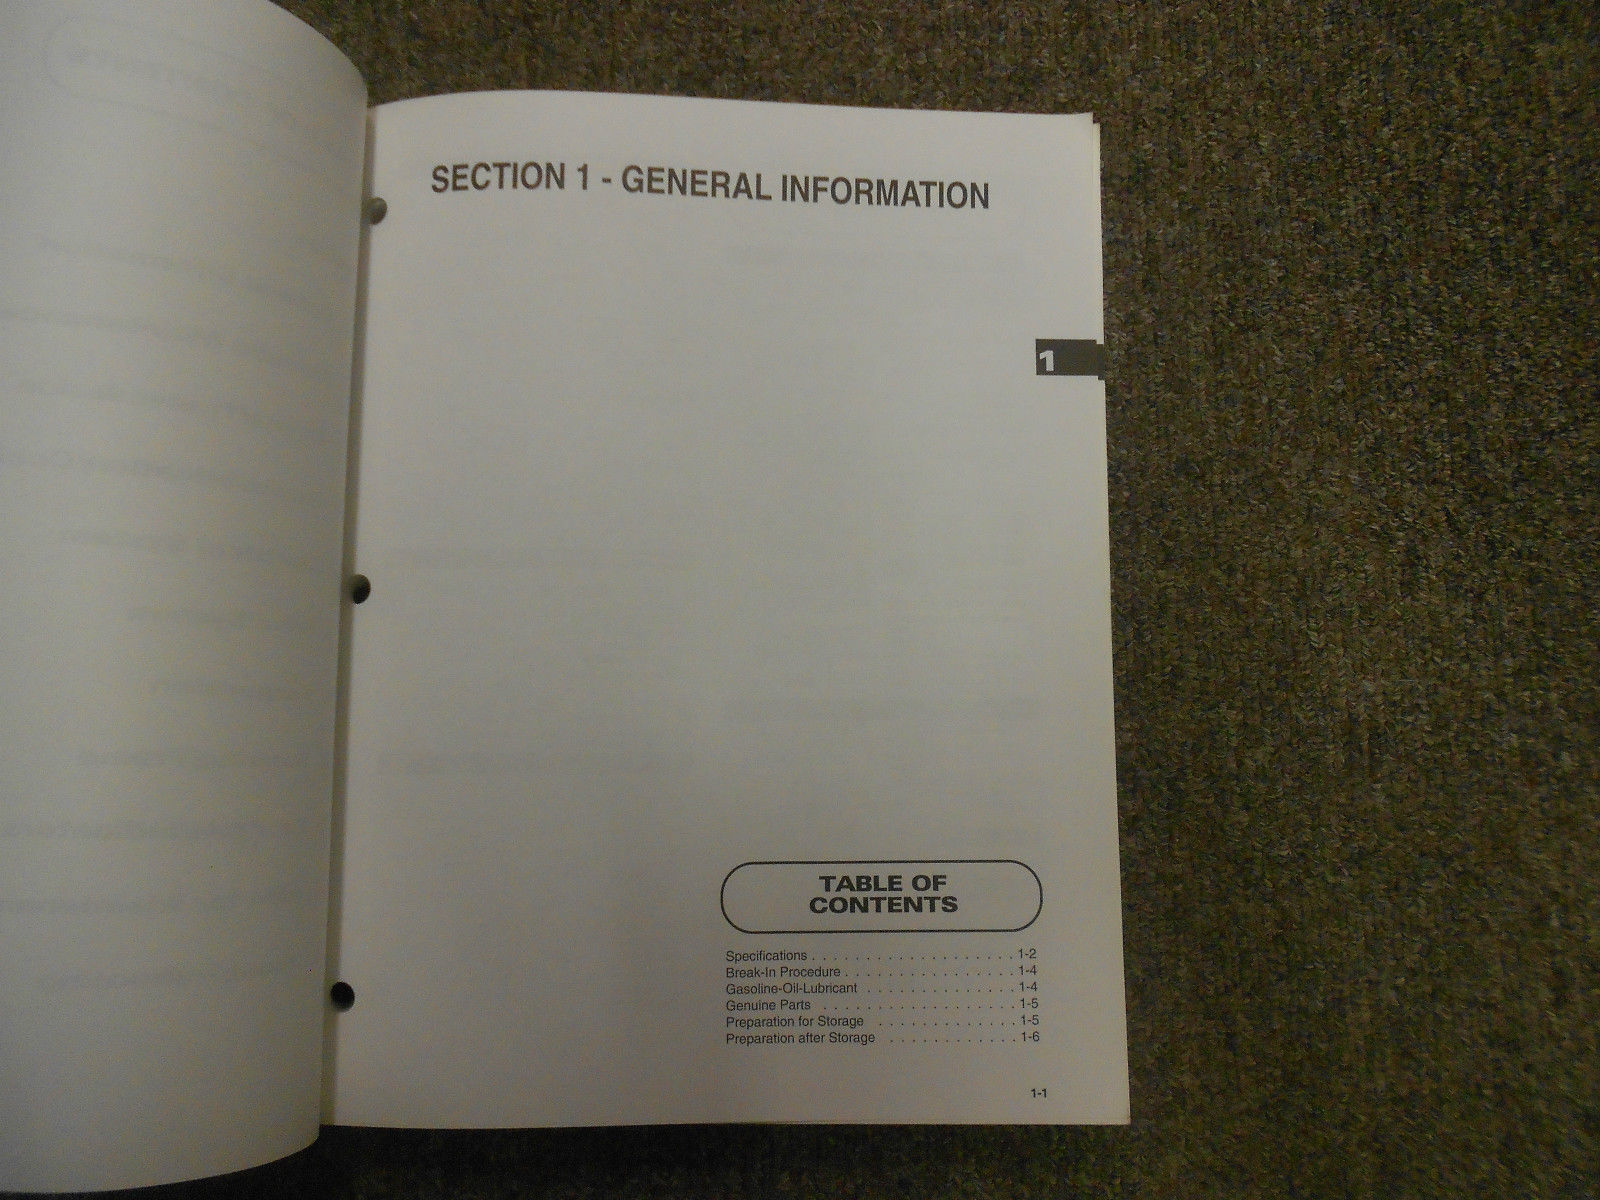 SECTION 1 - GENERAL INFORMATION
1
TABLE OF
CONTENTS
Specifications . . . . . . . . . . . . . . . . . . . 1-2
Break-In Procedure . . . . . . . . . . . . . . . . 1-4
Gasoline-Oil-Lubricant . . . . . . . . . . . . . . 1-4
Genuine Parts . . . . . . . . . . . . . . . . . . 1-5
Preparation for Storage . . . . . . . . . . . . . 1-5
Preparation after Storage . . . . . . . . . . . . 1-6
1-1